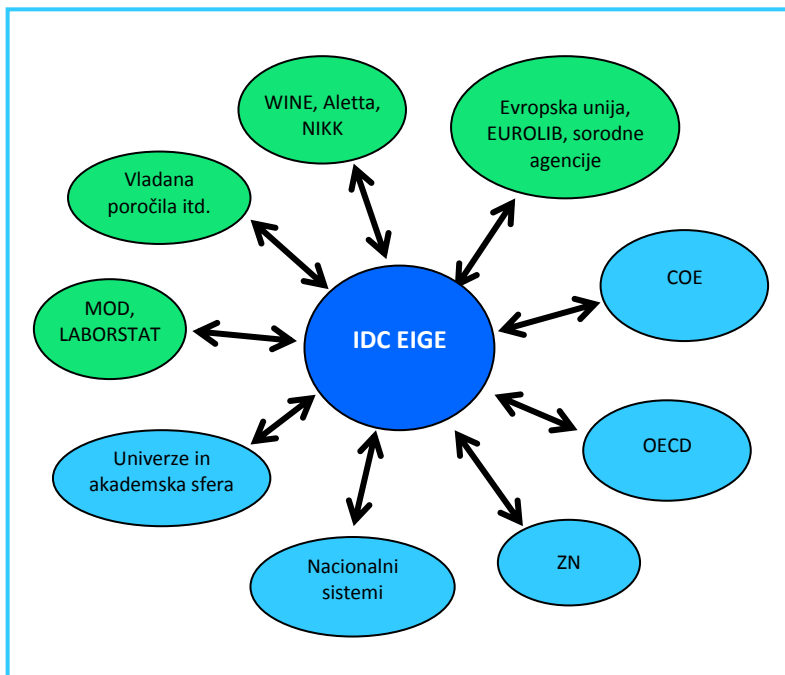 WINE, Aletta,
NIKK
Evropska unija,
EUROLIB, sorodne
agencije
Vladana
poročila itd.
COE
MOD,
LABORSTAT
IDC EIGE
Univerze in
akademska sfera
OECD
Nacionalni
sistemi
ZN